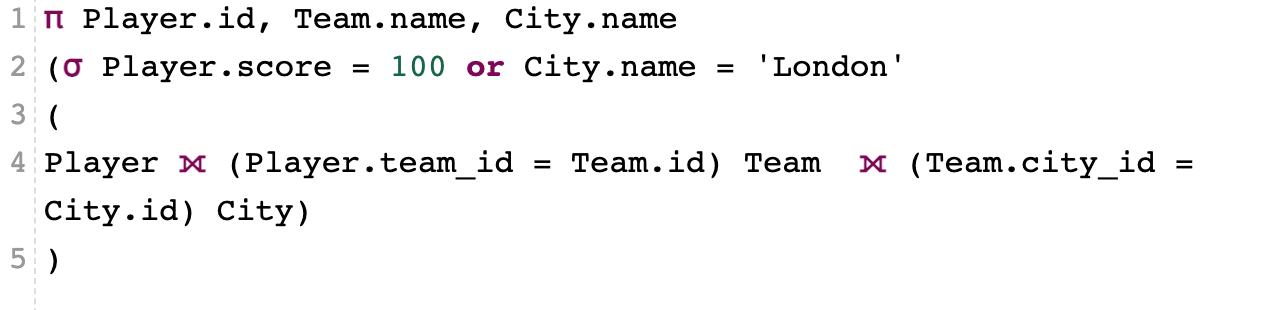 1 π Player.id, Team.name, City.name
2 (σ Player.score = 100 or City.name = 'London'
3 (
4 Player ⨝ (Player.team_id = Team.id) Team  ⨝ (Team.city_id =
City.id) City)
5 )